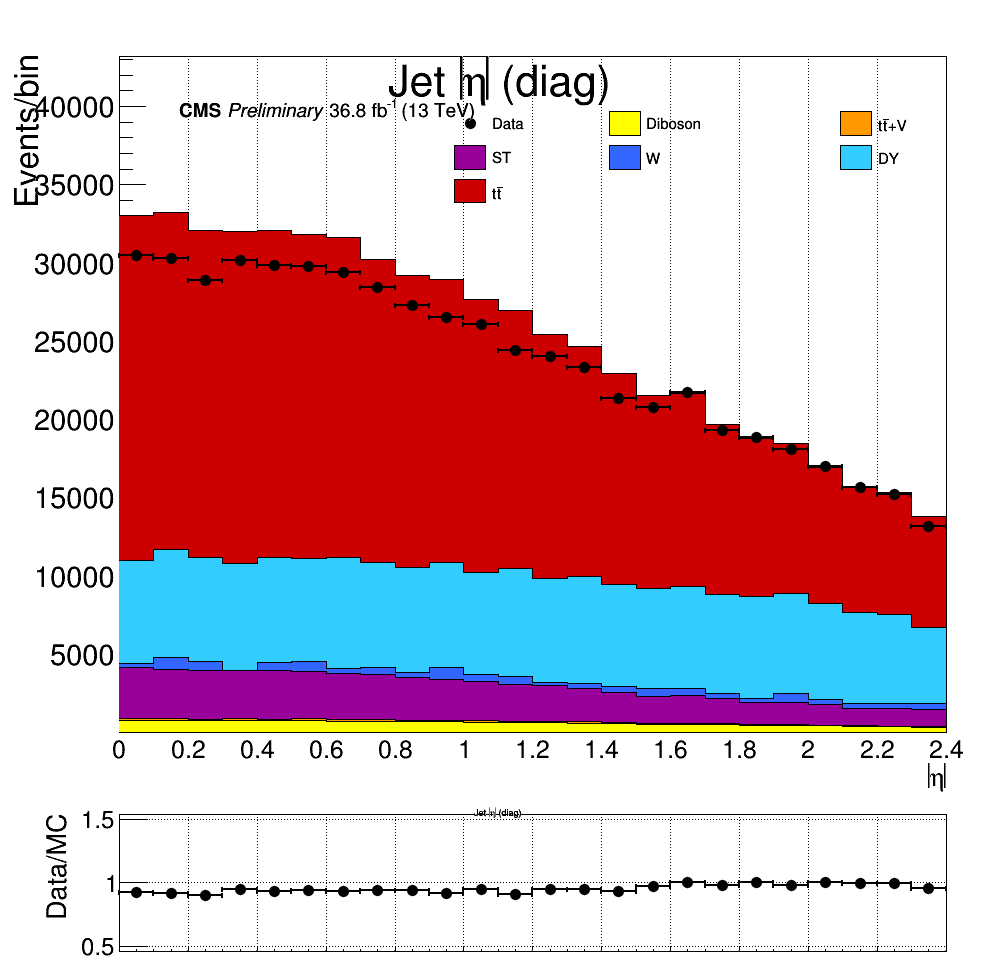 Jet |η| (diag)
Events/bin
CMS Preliminary 36.8 fb⁻¹ (13 TeV)
Data
Diboson
tt̄+V
ST
W
DY
tt̄
40000
35000
30000
25000
20000
15000
10000
5000
0 0.2 0.4 0.6 0.8 1 1.2 1.4 1.6 1.8 2 2.2 2.4
|η|
Jet |η| (diag)
Data/MC
1.5
1
0.5